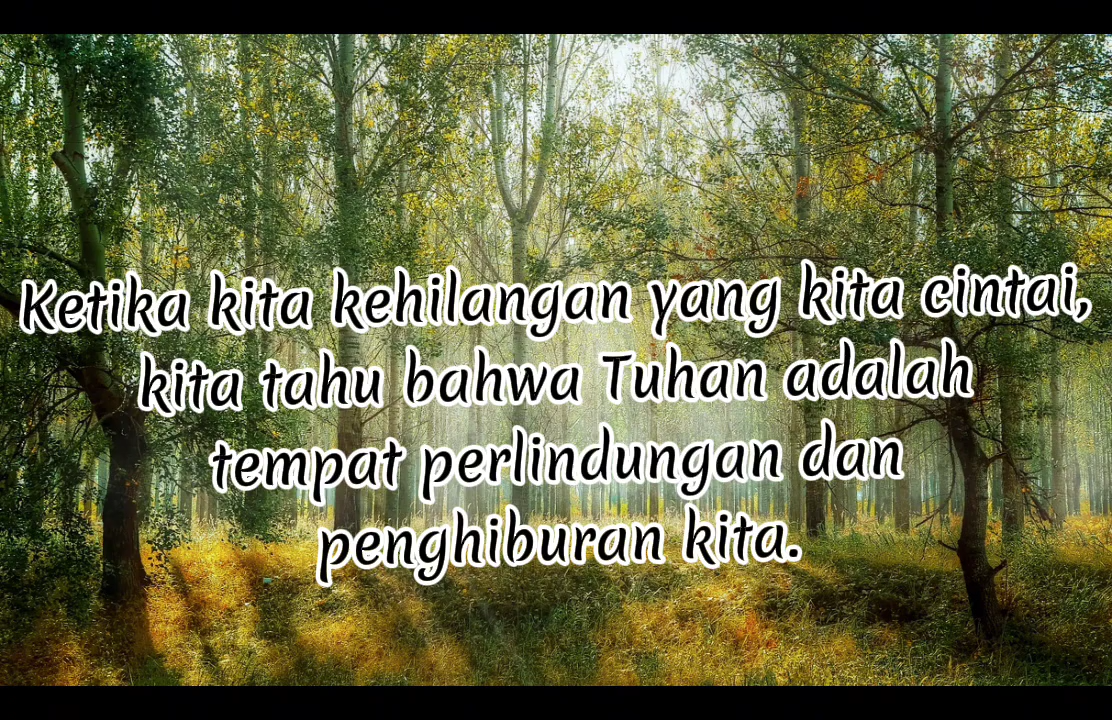 Ketika kita kehilangan yang kita cintai,
kita tahu bahwa Tuhan adalah
tempat perlindungan dan
penghiburan kita.